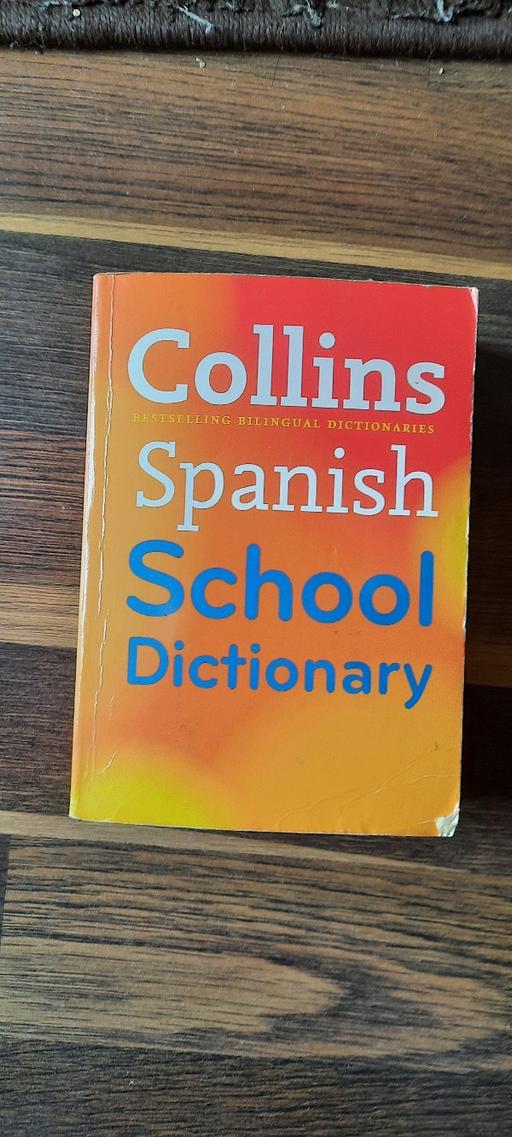 Collins
BESTSELLING BILINGUAL DICTIONARIES
Spanish
School
Dictionary